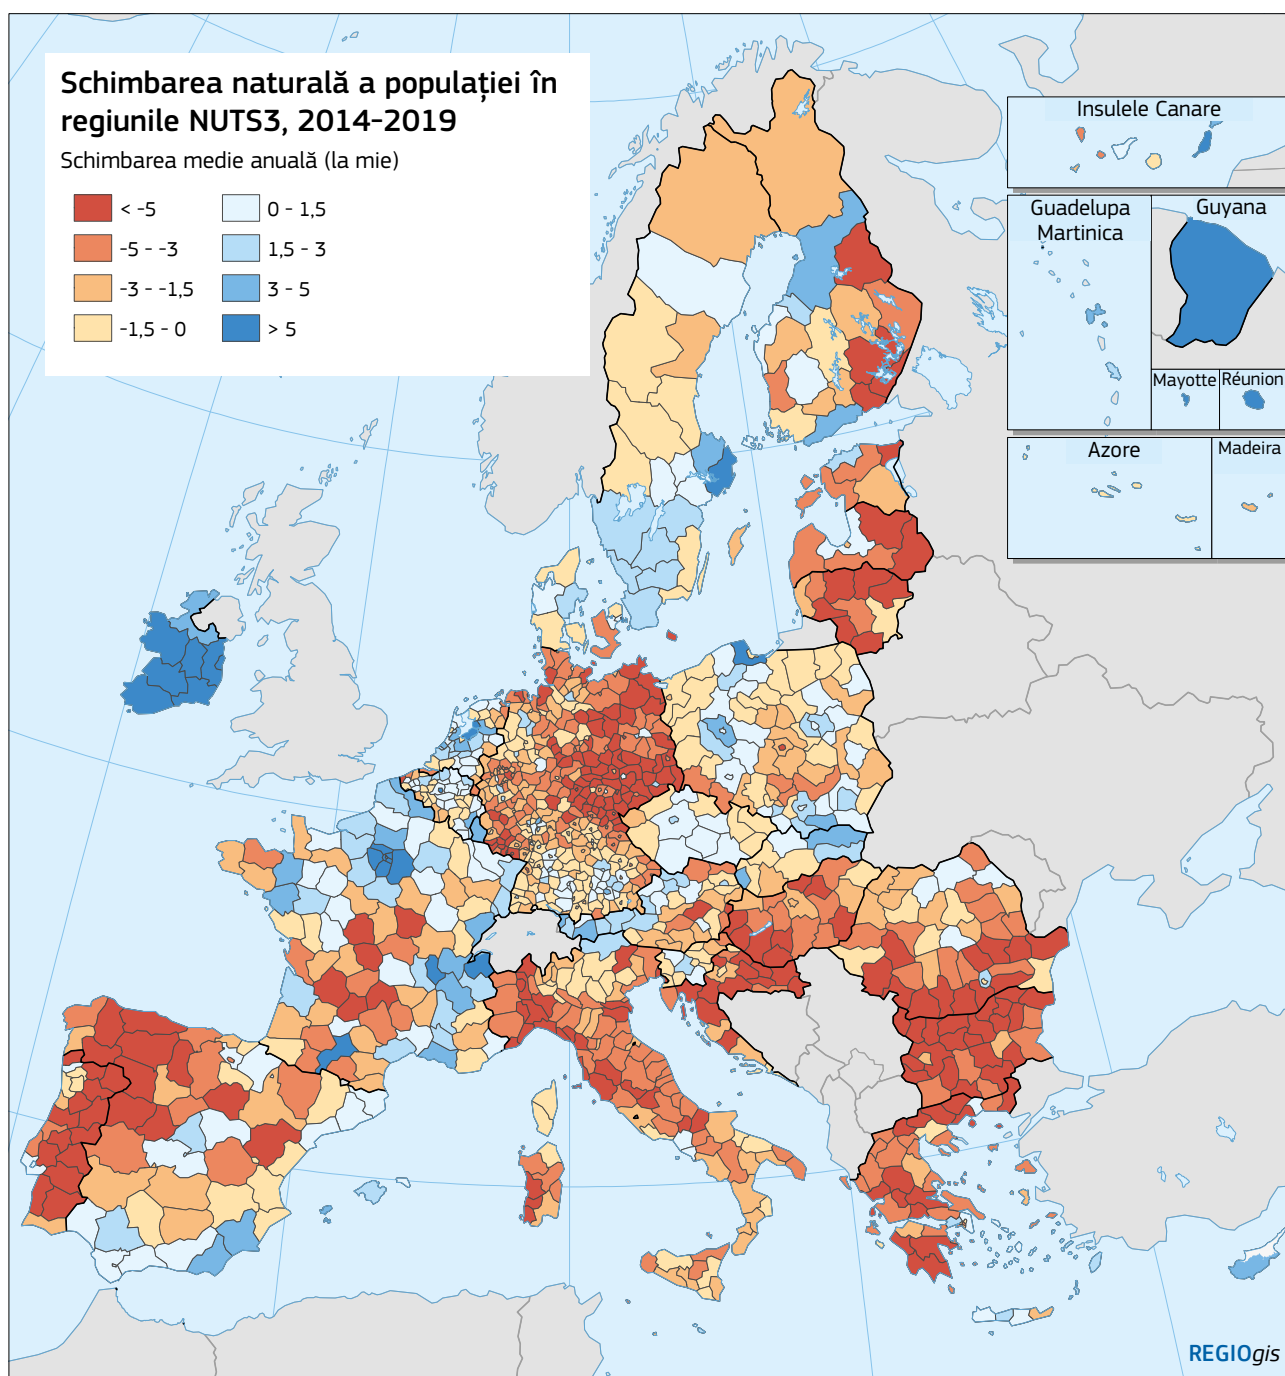 Schimbarea naturală a populației în
regiunile NUTS3, 2014-2019
Schimbarea medie anuală (la mie)
< -5
-5 - -3
-3 - -1,5
-1,5 - 0
0 - 1,5
1,5 - 3
3 - 5
> 5
Insulele Canare
Guadelupa
Martinica
Guyana
Mayotte
Réunion
Azore
Madeira
REGIOgis